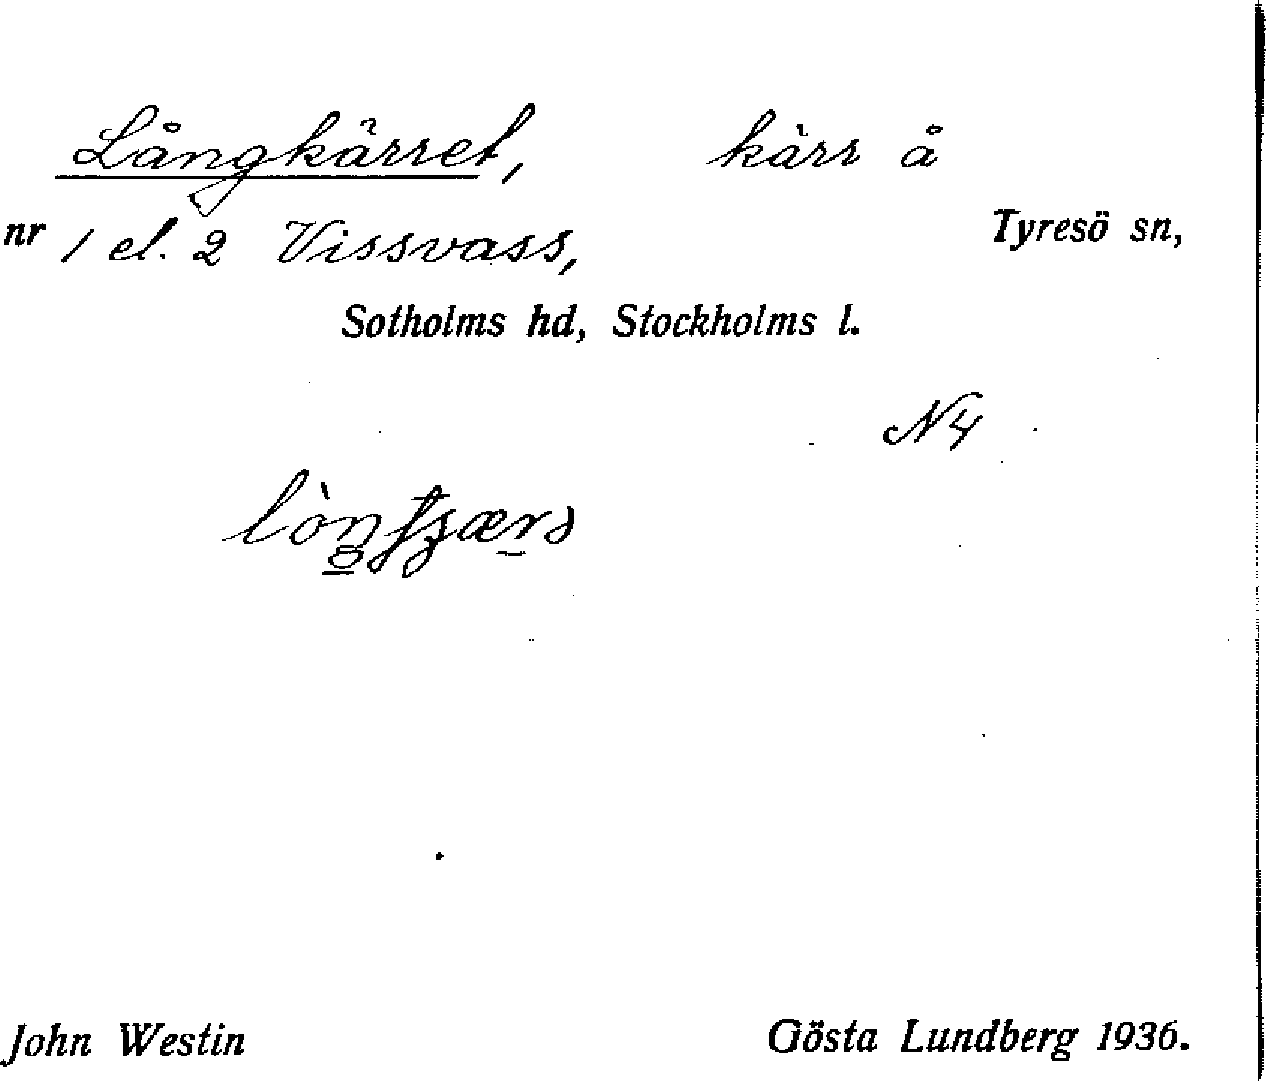 Långkärret, kärr å
nr 1 el. 2 Vissvass, Tyresö sn,
Sotholms hd, Stockholms l.
N4
John Westin Gösta Lundberg 1936.